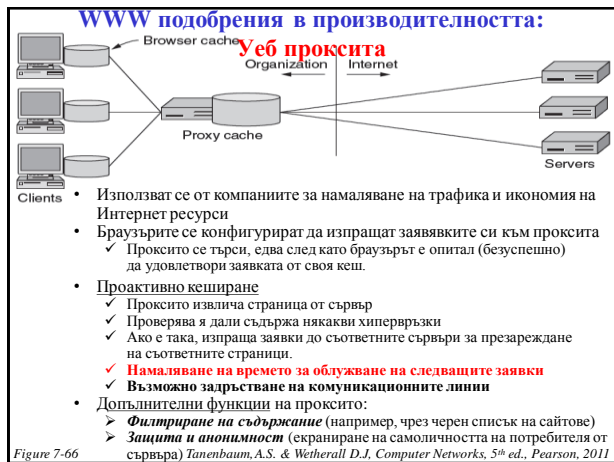 WWW подобрения в производителността:
Уеб проксита
Browser cache
Organization
Internet
Proxy cache
Clients
Servers
• Използват се от компаниите за намаляване на трафика и икономия на
Интернет ресурси
• Браузърите се конфигурират да изпращат заявявките си към проксита
✓ Проксито се търси, едва след като браузърът е опитал (безуспешно)
да удовлетвори заявката от своя кеш.
• Проактивно кеширане
✓ Проксито извлича страница от сървър
✓ Проверява я дали съдържа някакви хипервръзки
✓ Ако е така, изпраща заявки до съответните сървъри за презареждане
на съответните страници.
✓ Намаляване на времето за облужване на следващите заявки
✓ Възможно задръстване на комуникационните линии
• Допълнителни функции на проксито:
➢ Филтриране на съдържание (например, чрез черен списък на сайтове)
➢ Защита и анонимност (екраниране на самоличността на потребителя от
сървъра) Tanenbaum, A.S. & Wetherall D.J, Computer Networks, 5th ed., Pearson, 2011
Figure 7-66